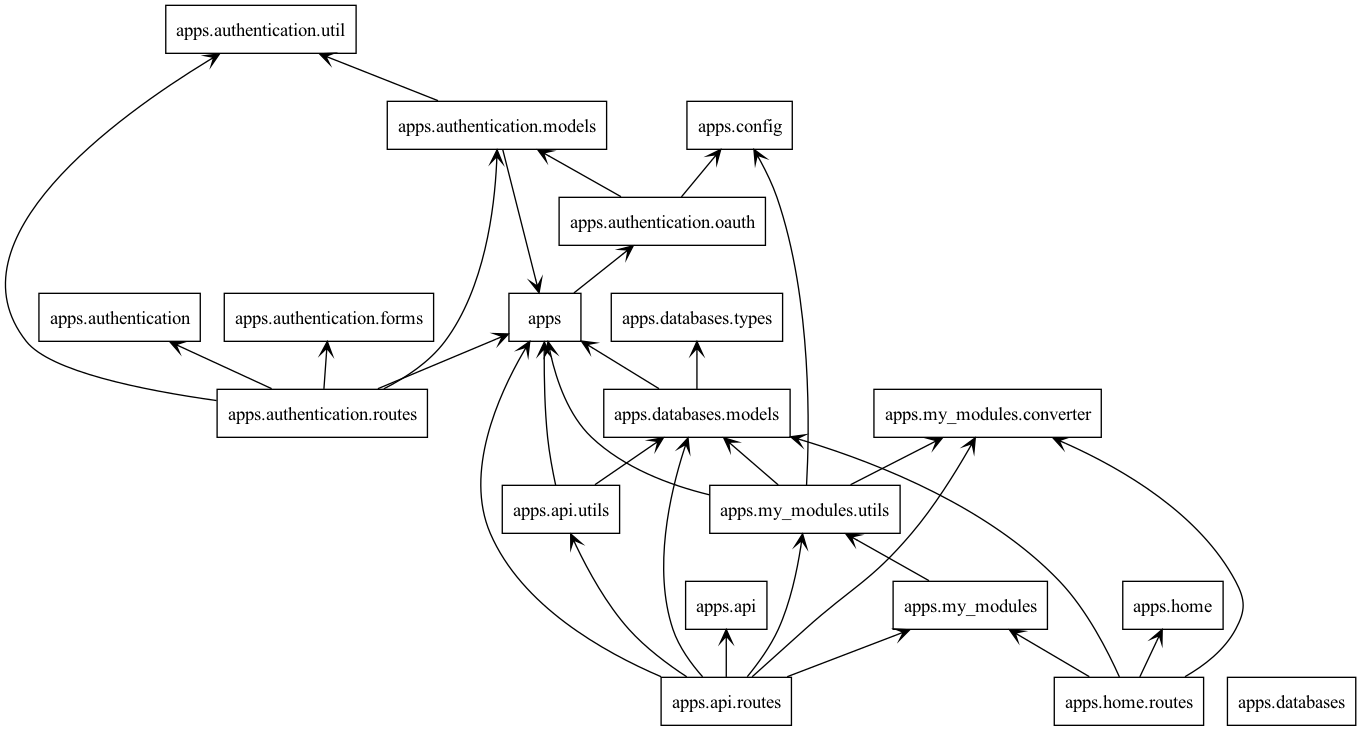 apps.authentication.util
apps.authentication.models
apps.config
apps.authentication.oauth
apps.authentication
apps.authentication.forms
apps
apps.databases.types
apps.authentication.routes
apps.databases.models
apps.my_modules.converter
apps.api.utils
apps.my_modules.utils
apps.api
apps.my_modules
apps.home
apps.api.routes
apps.home.routes
apps.databases